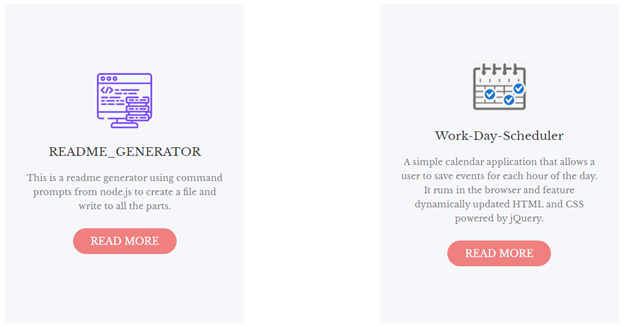 README_GENERATOR
This is a readme generator using command
prompts from node.js to create a file and
write to all the parts.
READ MORE
Work-Day-Scheduler
A simple calendar application that allows a
user to save events for each hour of the day.
It runs in the browser and feature
dynamically updated HTML and CSS
powered by jQuery.
READ MORE